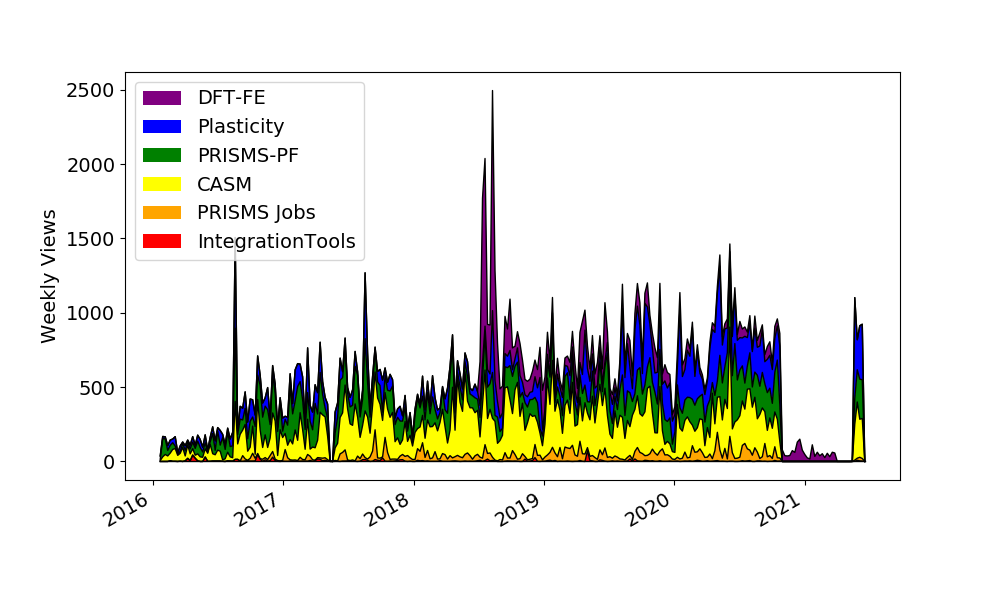 2500
2000
1500
1000
500
0
Weekly Views
DFT-FE
Plasticity
PRISMS-PF
CASM
PRISMS Jobs
IntegrationTools
2016
2017
2018
2019
2020
2021